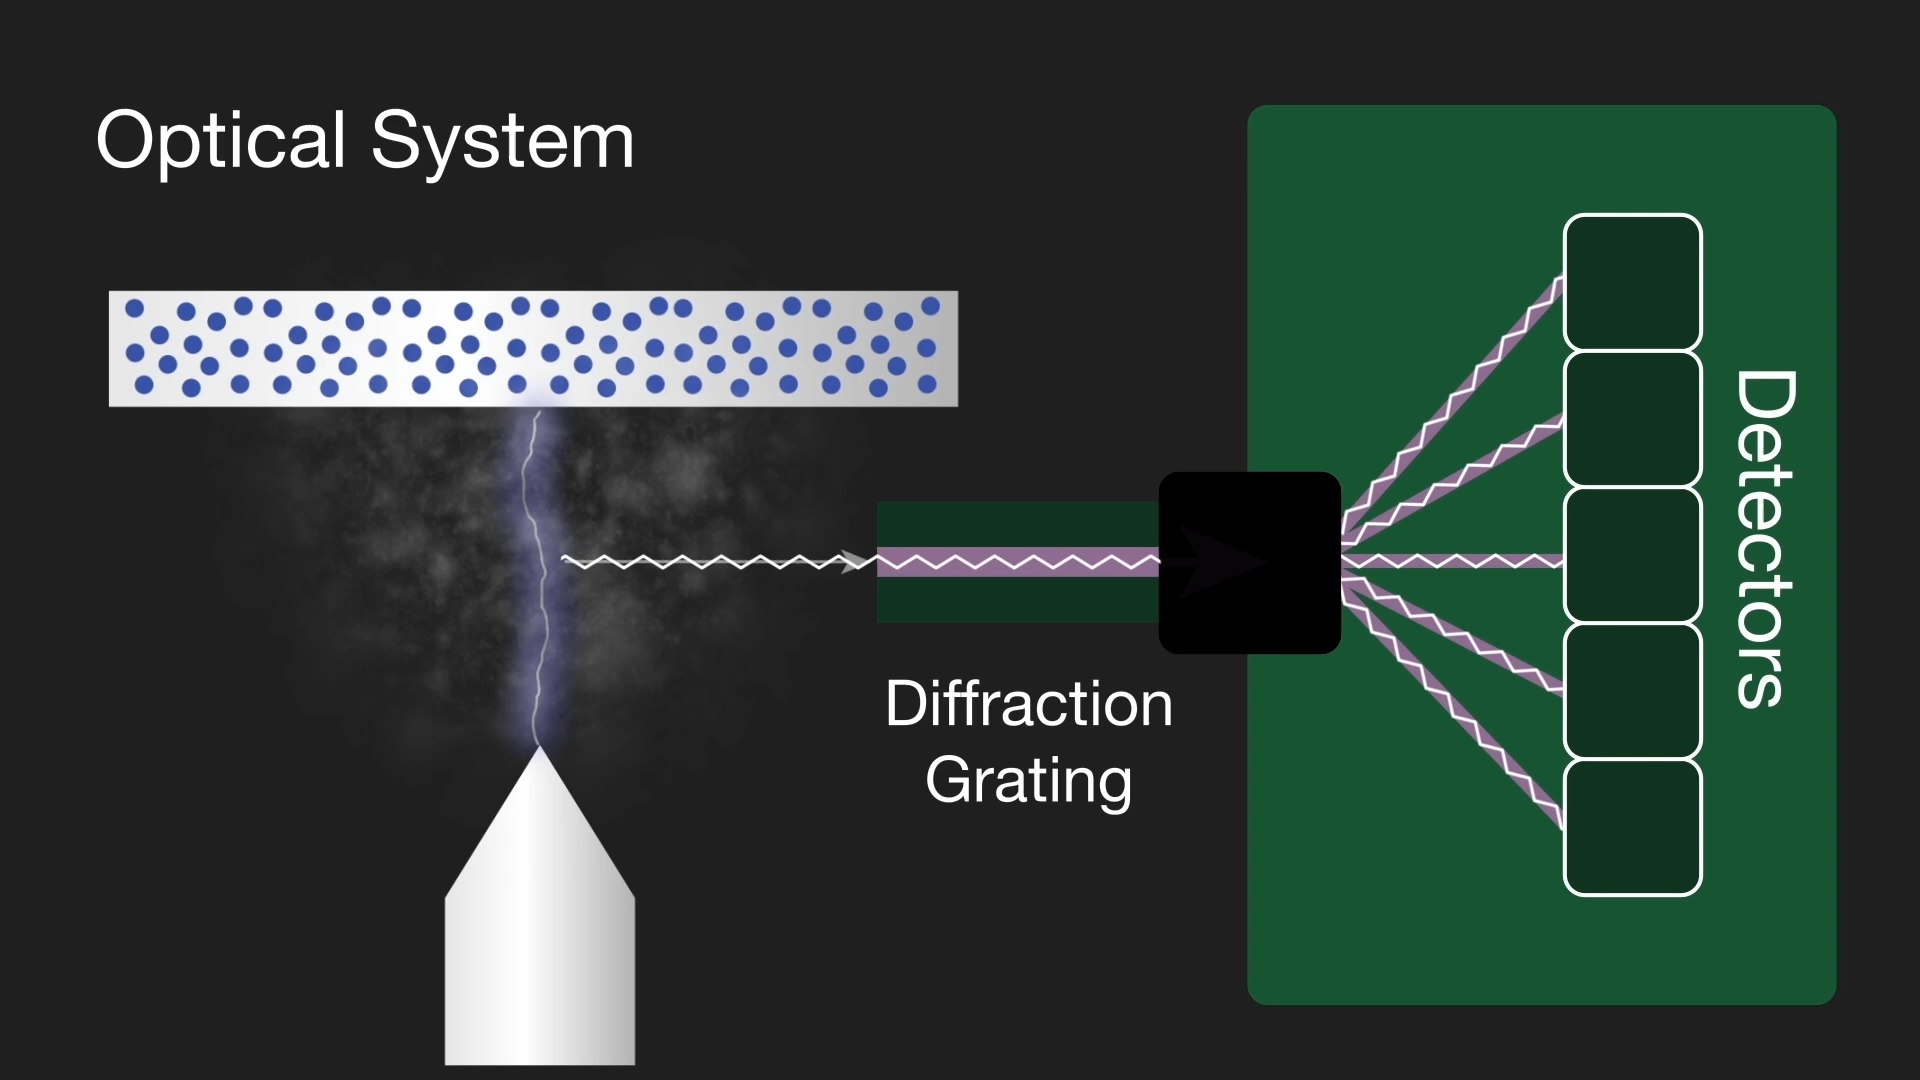 Optical System
Diffraction
Grating
Detectors